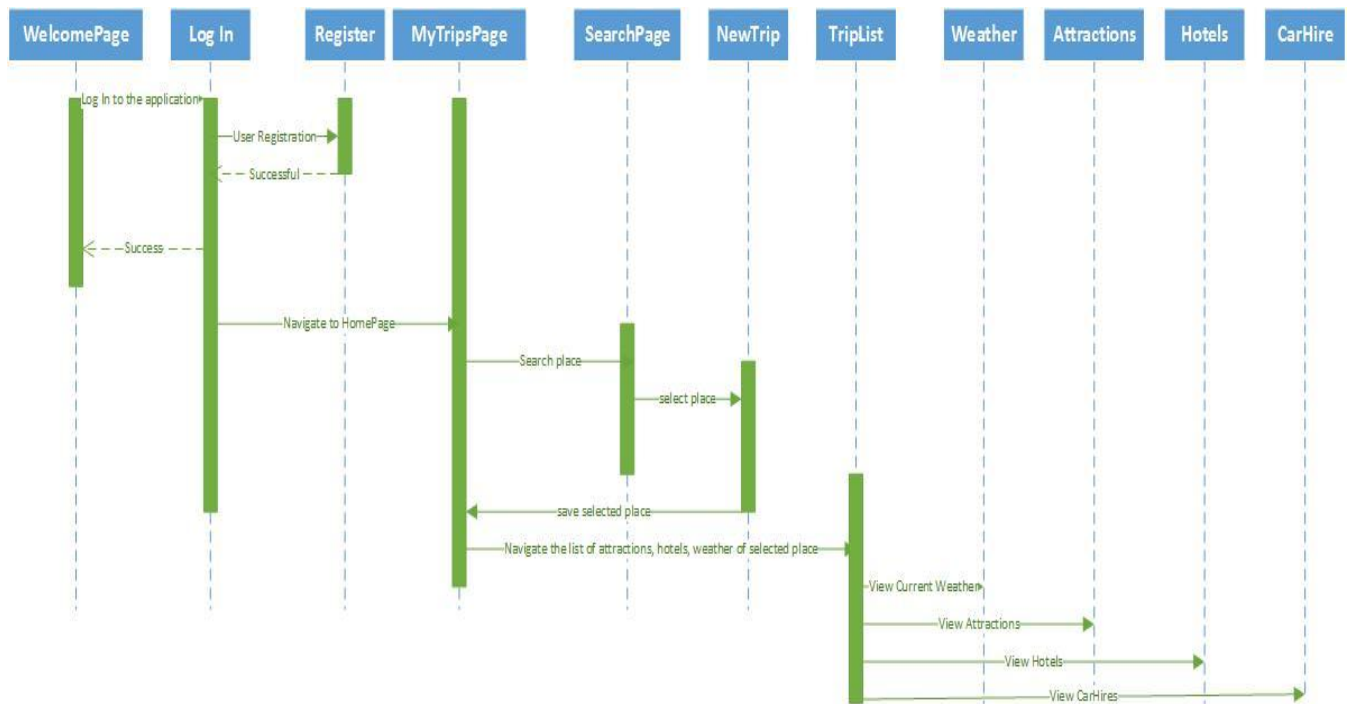 WelcomePage
Log In
Register
MyTripsPage
SearchPage
NewTrip
TripList
Weather
Attractions
Hotels
CarHire
Log In to the application
User Registration
Successful
Success
Navigate to HomePage
Search place
select place
save selected place
Navigate the list of attractions, hotels, weather of selected place
View Current Weather
View Attractions
View Hotels
View CarHires